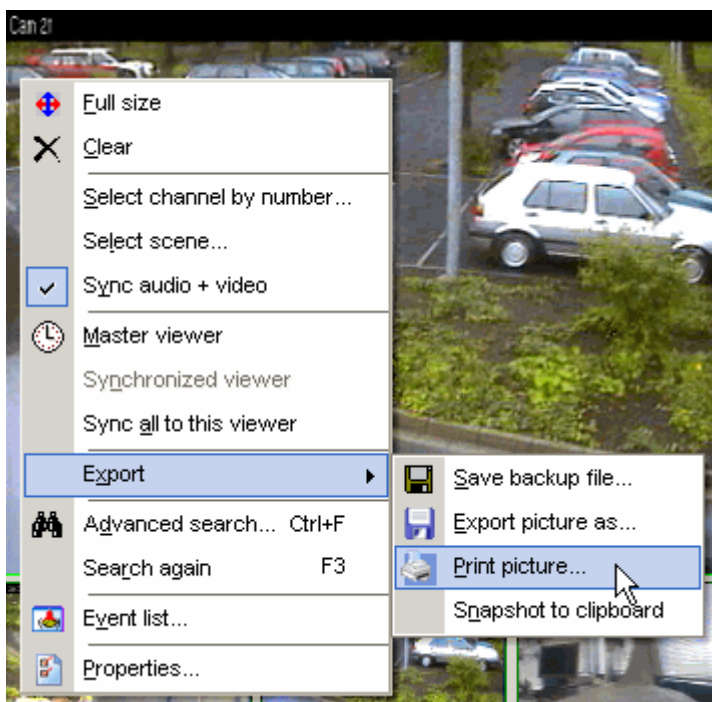 Cam 21
Full size
Clear
Select channel by number...
Select scene...
Sync audio + video
Master viewer
Synchronized viewer
Sync all to this viewer
Export
Save backup file...
Export picture as...
Print picture...
Snapshot to clipboard
Advanced search... Ctrl+F
Search again F3
Event list...
Properties...